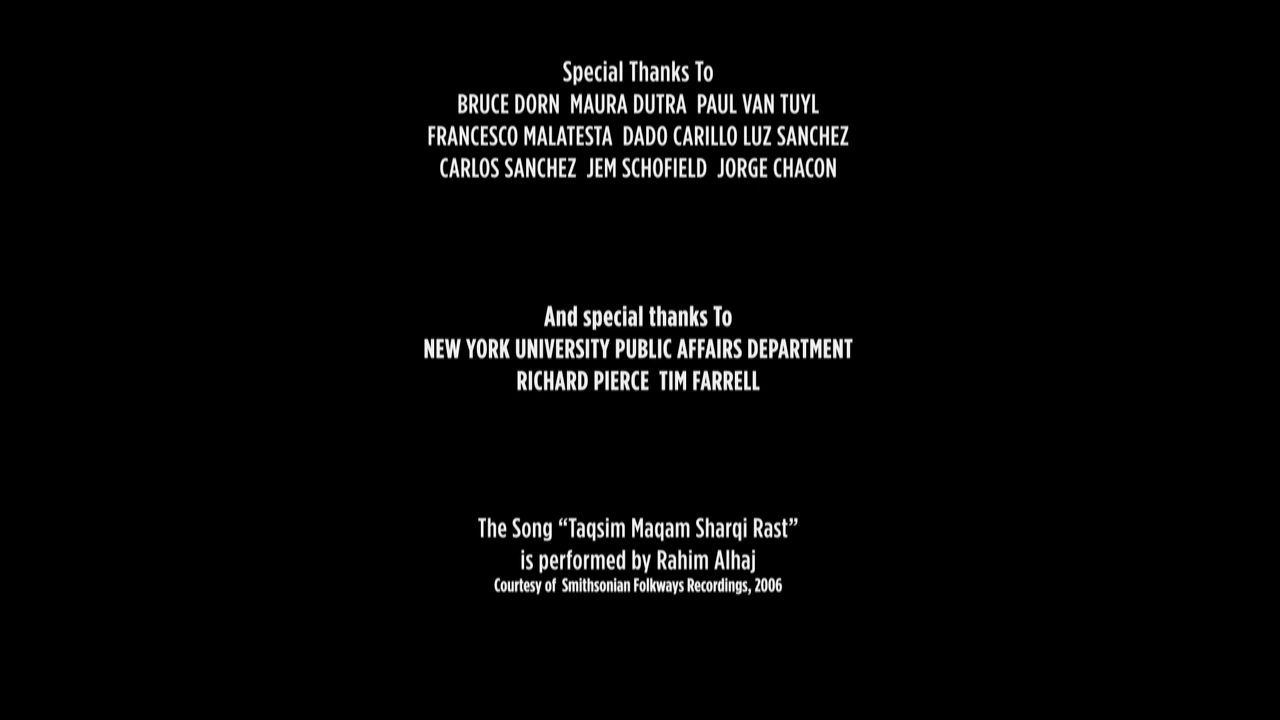 Special Thanks To
BRUCE DORN  MAURA DUTRA  PAUL VAN TUYL
FRANCESCO MALATESTA  DADO CARILLO LUZ SANCHEZ
CARLOS SANCHEZ  JEM SCHOFIELD  JORGE CHACON
And special thanks To
NEW YORK UNIVERSITY PUBLIC AFFAIRS DEPARTMENT
RICHARD PIERCE  TIM FARRELL
The Song “Taqsim Maqam Sharqi Rast”
is performed by Rahim Alhaj
Courtesy of  Smithsonian Folkways Recordings, 2006